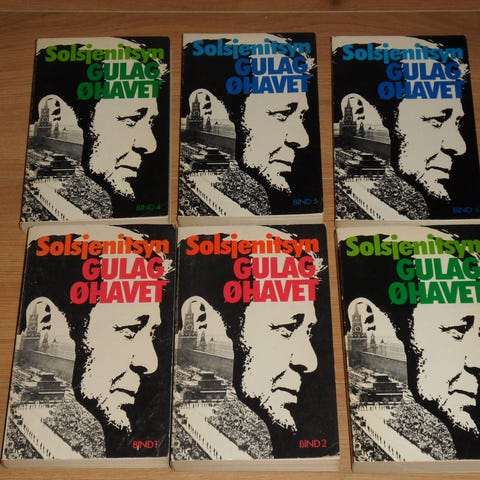 Solsjenitsyn
GULAG
ØHAVET
BIND 4
Solsjenitsyn
GULAG
ØHAVET
BIND 5
Solsjenitsyn
GULAG
ØHAVET
BIND
Solsjenitsyn
GULAG
ØHAVET
BIND 1
Solsjenitsyn
GULAG
ØHAVET
BIND 2
Solsjenitsyn
GULAG
ØHAVET